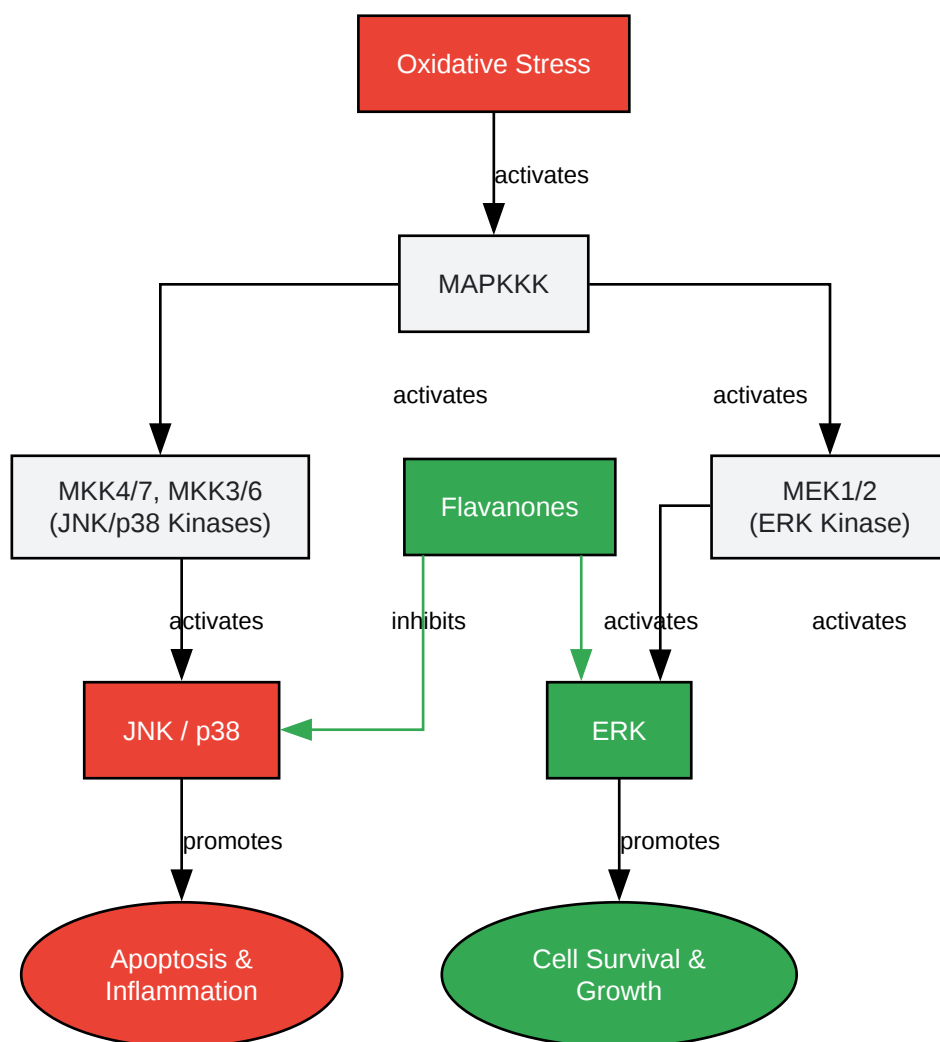 Oxidative Stress
activates
MAPKKK
activates
activates
MKK4/7, MKK3/6
(JNK/p38 Kinases)
Flavanones
MEK1/2
(ERK Kinase)
activates
inhibits
activates
activates
JNK / p38
ERK
promotes
promotes
Apoptosis &
Inflammation
Cell Survival &
Growth